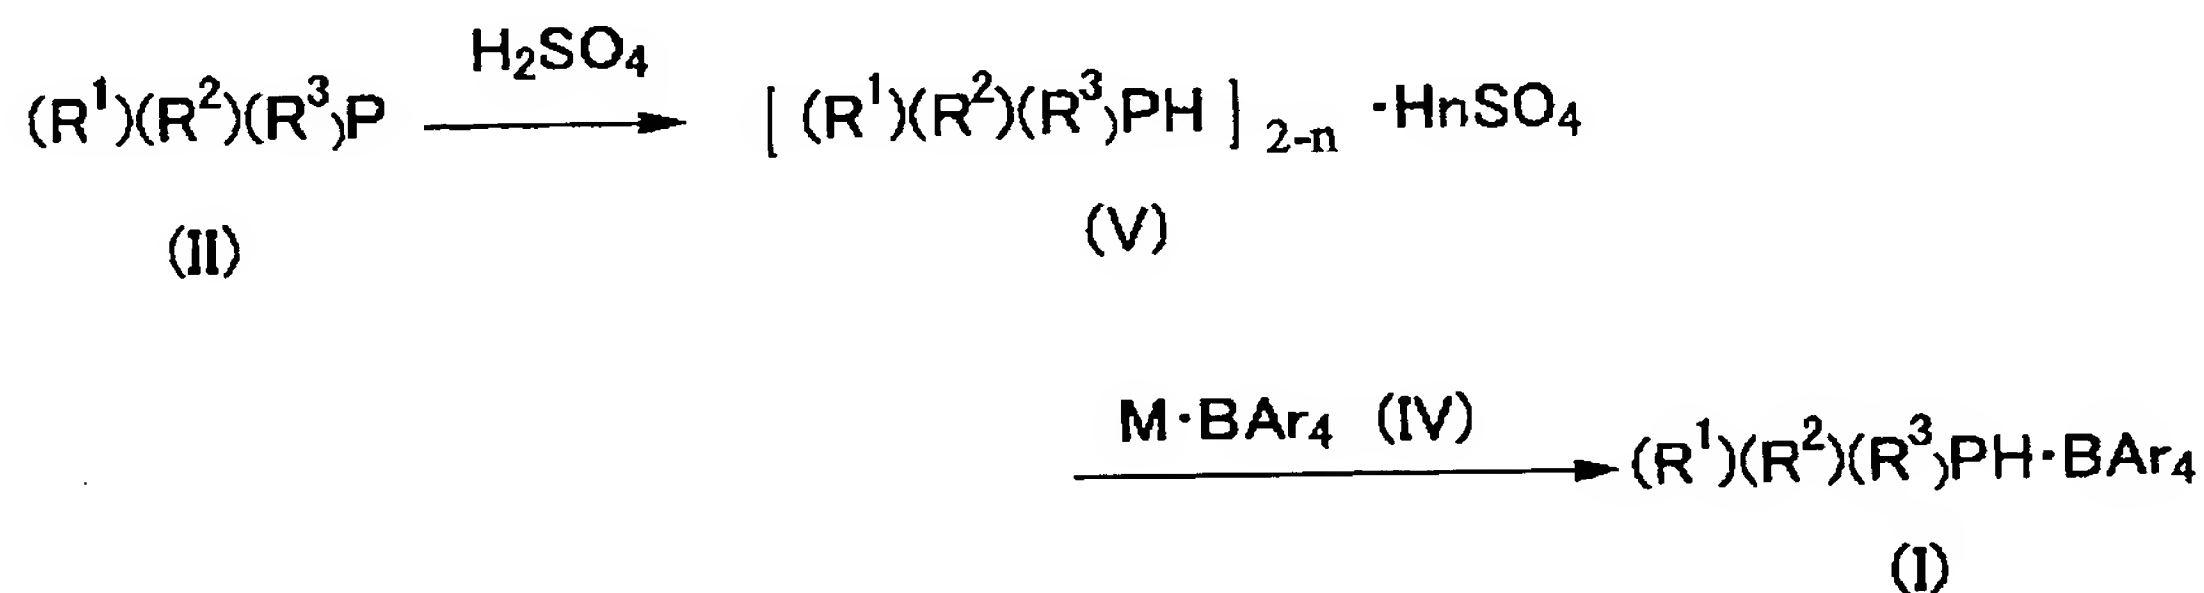 H₂SO₄
(R¹)(R²)(R³)P [ (R¹)(R²)(R³)PH ] ₂₋ₙ ·HnSO₄
(II) (V)
M·BAr₄ (IV)
(R¹)(R²)(R³)PH·BAr₄
(I)